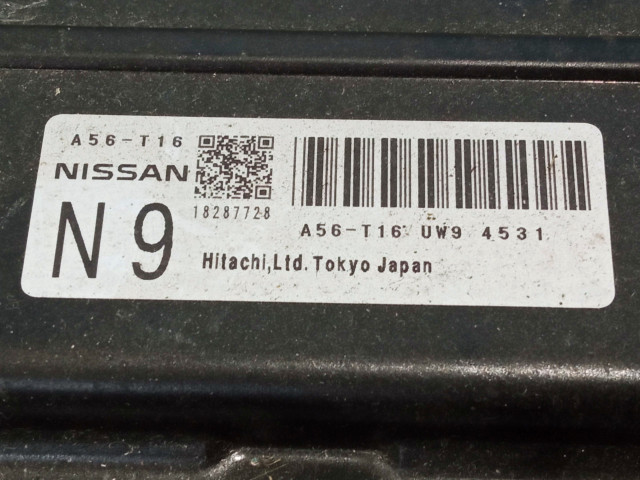 A56-T16
NISSAN
18287728
N9
A56-T16 UW9 4531
Hitachi,Ltd. Tokyo Japan